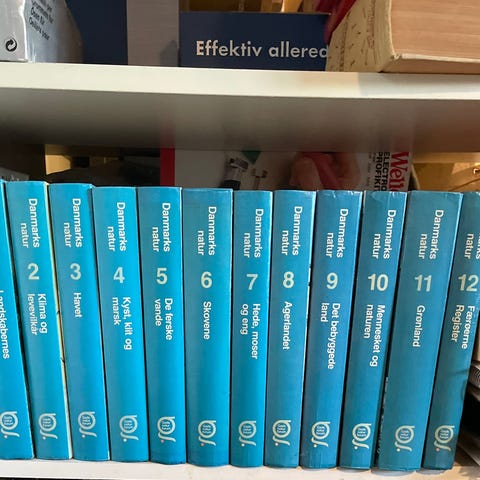 Effektiv allered
Wel
ELECTRO
PROFI
Landskabernes
Danmarks
natur
2
Klima og
levevilkår
Danmarks
natur
3
Havet
Danmarks
natur
4
Kyst, klit og
marsk
Danmarks
natur
5
De ferske
vande
Danmarks
natur
6
Skovene
Danmarks
natur
7
Hede, moser
og eng
Danmarks
natur
8
Agerlandet
Danmarks
natur
9
Det bebyggede
land
Danmarks
natur
10
Mennesket og
naturen
Danmarks
natur
11
Grønland
Danmarks
natur
12
Færøerne
Register